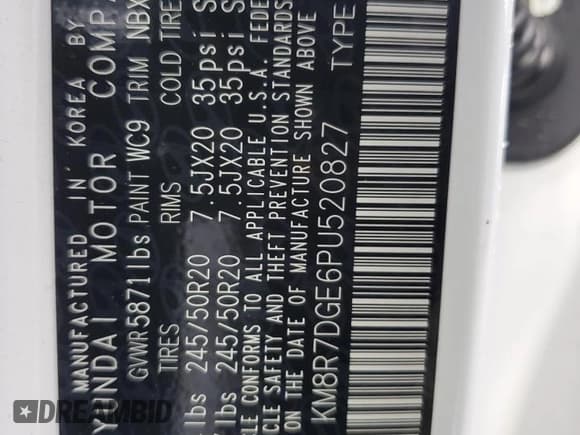 MANUFACTURED IN KOREA BY
YUNDAI MOTOR COMPA
GVWR5871lbs PAINT WC9 TRIM NBX
TIRES RIMS COLD TIRE
lbs 245/50R20 7.5JX20 35psi S
lbs 245/50R20 7.5JX20 35psi S
LE CONFORMS TO ALL APPLICABLE U.S.A. FEDE
CLE SAFETY AND THEFT PREVENTION STANDARDS
ON THE DATE OF MANUFACTURE SHOWN ABOVE
KM8R7DGE6PU520827 TYPE
DREAMBID